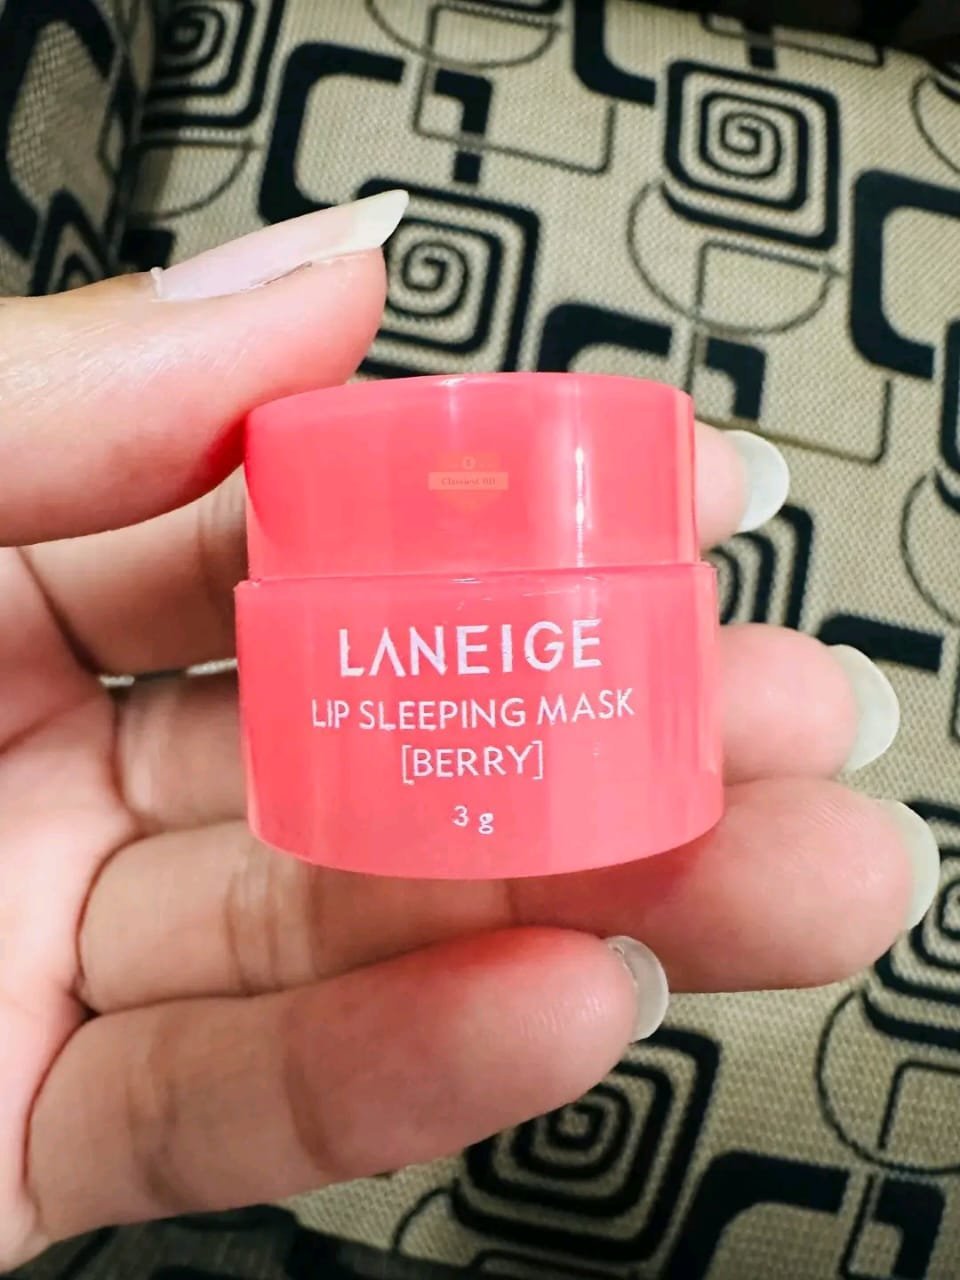 LANEIGE
LIP SLEEPING MASK
[BERRY]
3 g